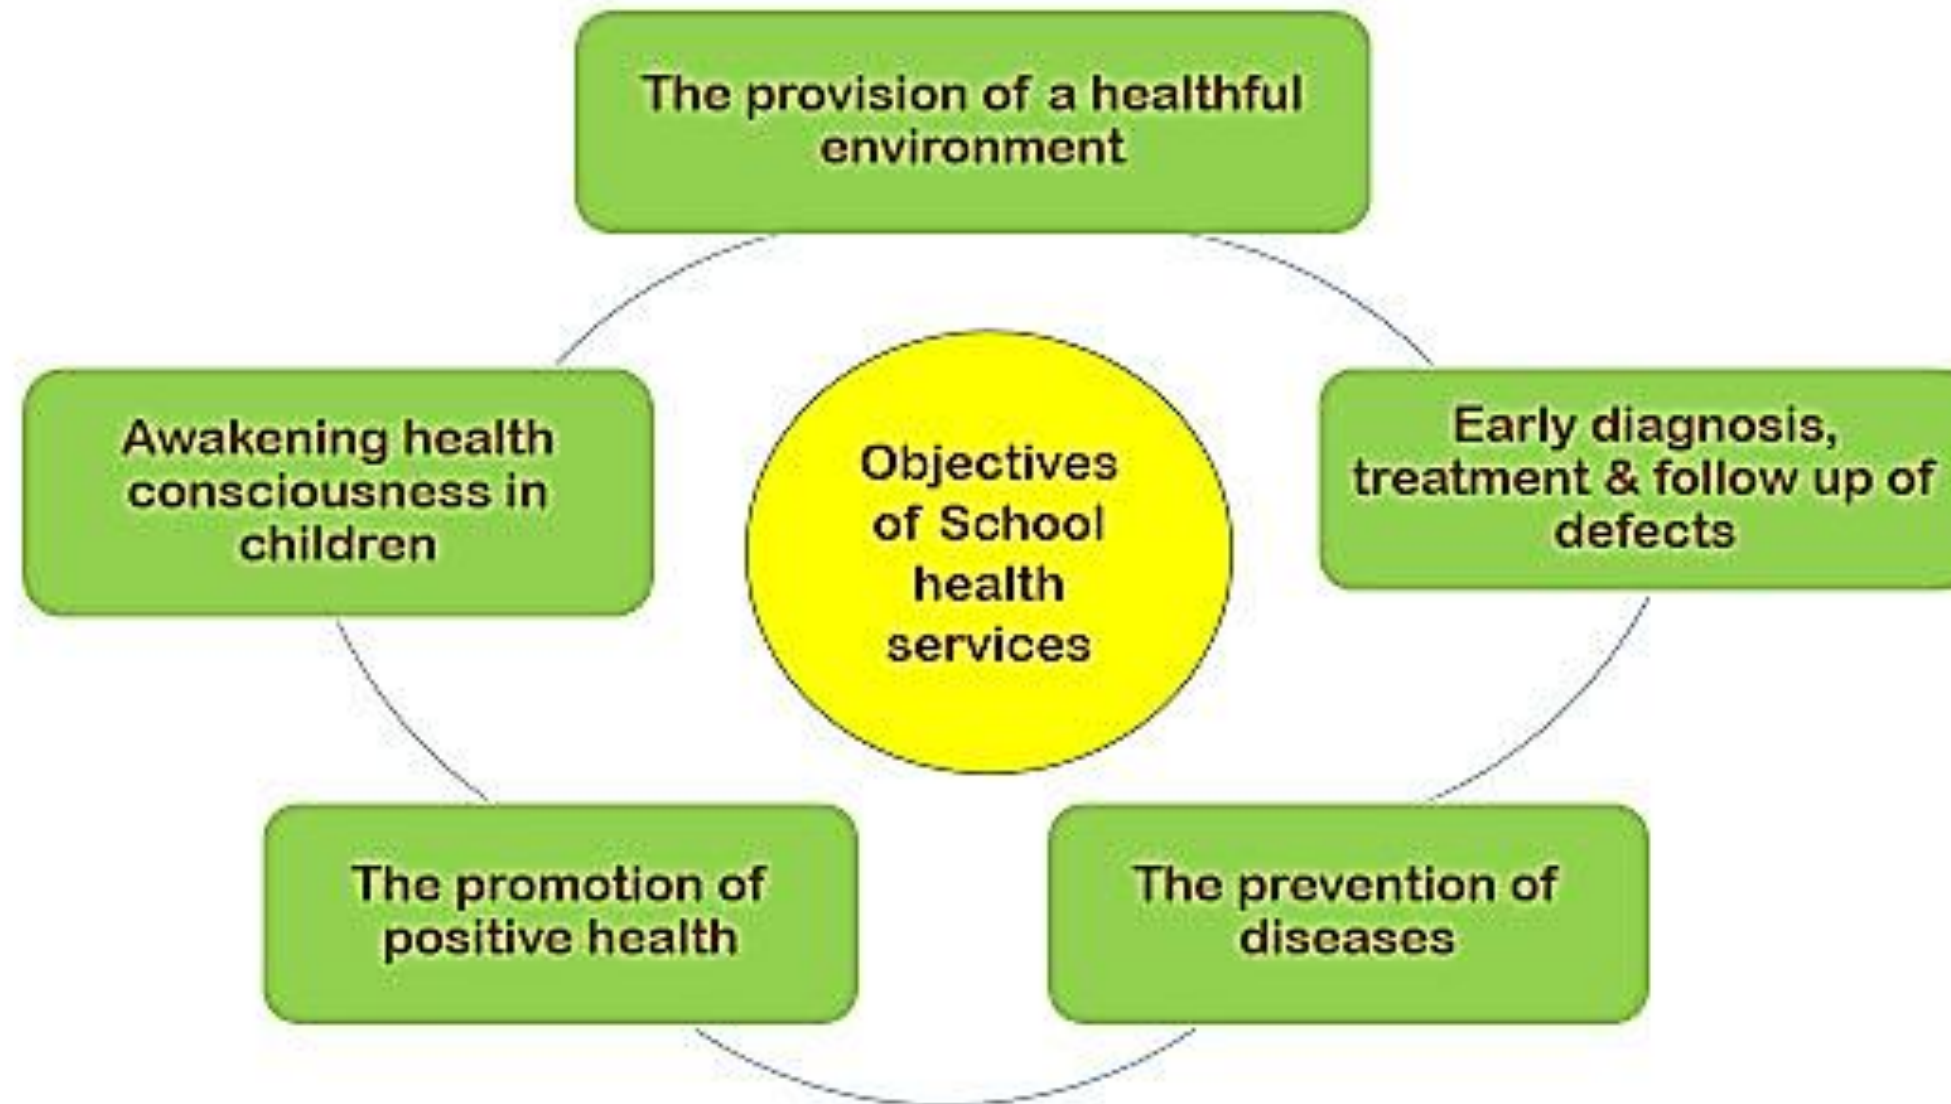 The provision of a healthful
environment
Awakening health
consciousness in
children
Objectives
of School
health
services
Early diagnosis,
treatment & follow up of
defects
The promotion of
positive health
The prevention of
diseases